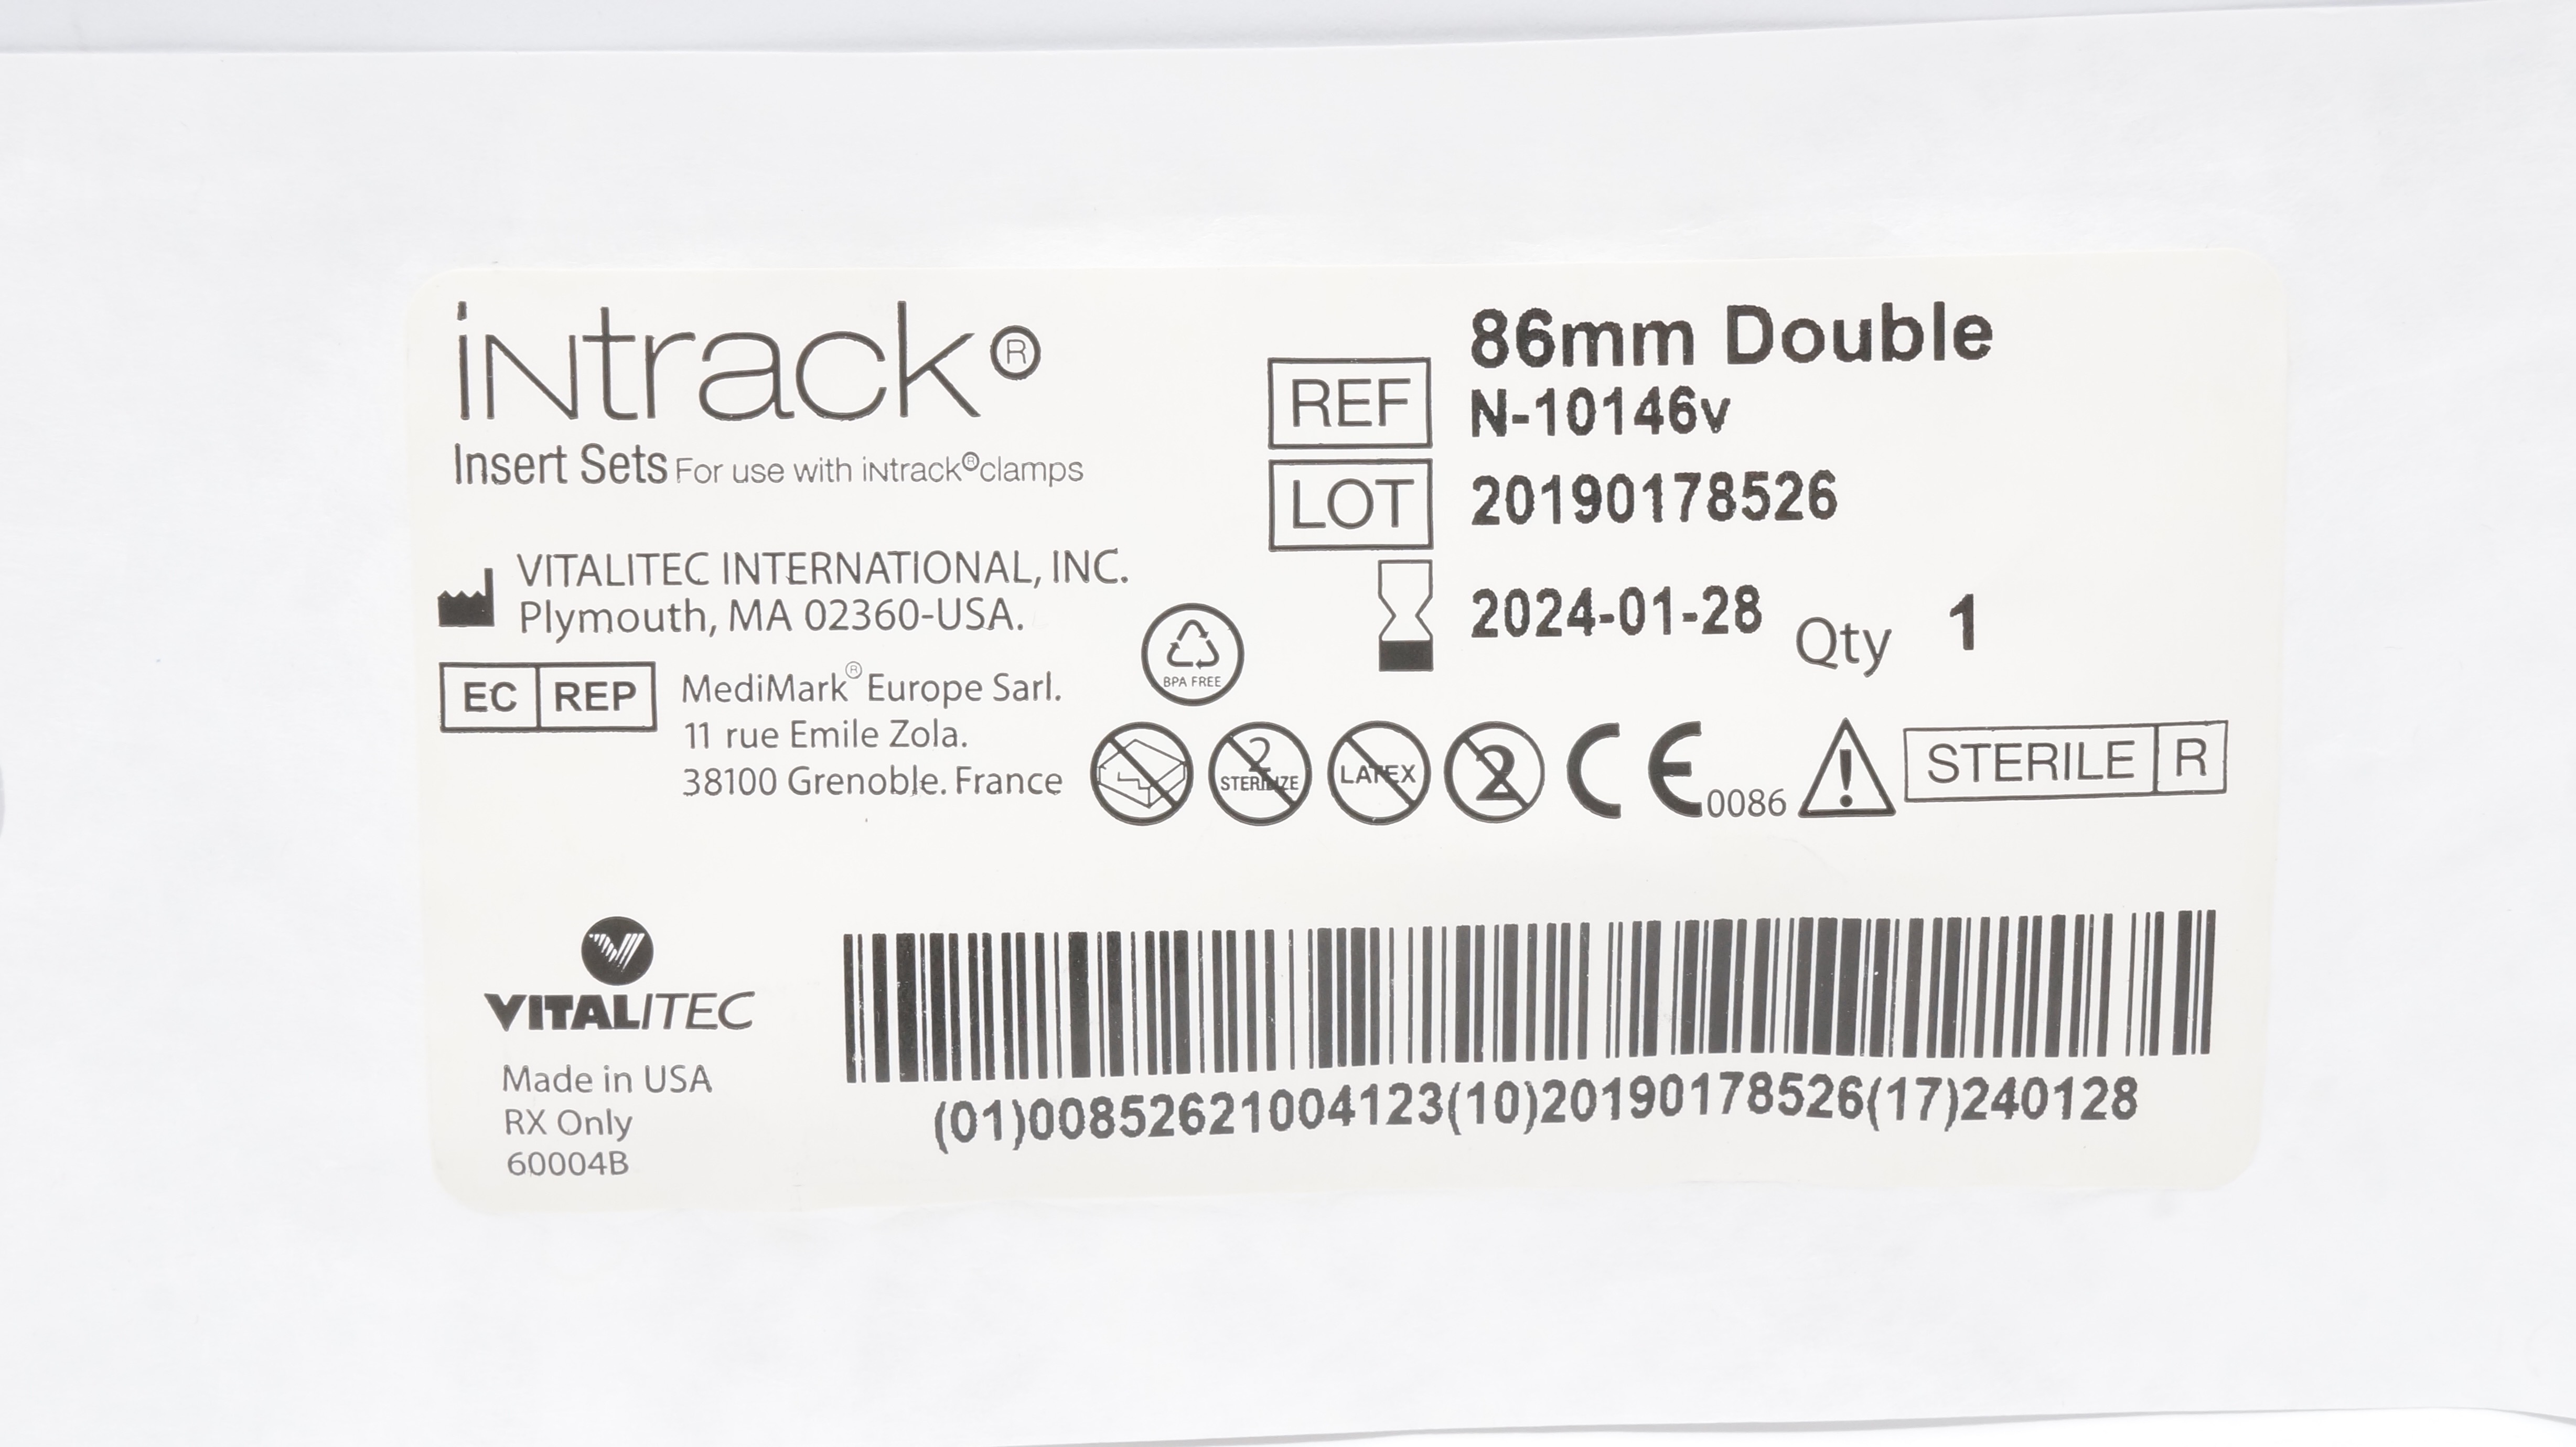 iNtrack®
Insert Sets For use with iNtrack® clamps
VITALITEC INTERNATIONAL, INC.
Plymouth, MA 02360-USA.
EC REP
MediMark® Europe Sarl.
11 rue Emile Zola.
38100 Grenoble. France
86mm Double
REF N-10146v
LOT 20190178526
2024-01-28 Qty 1
BPA FREE
2
STERILIZE
LATEX
2
CE 0086
!
STERILE R
VITALITEC
Made in USA
RX Only
60004B
(01)00852621004123(10)20190178526(17)240128